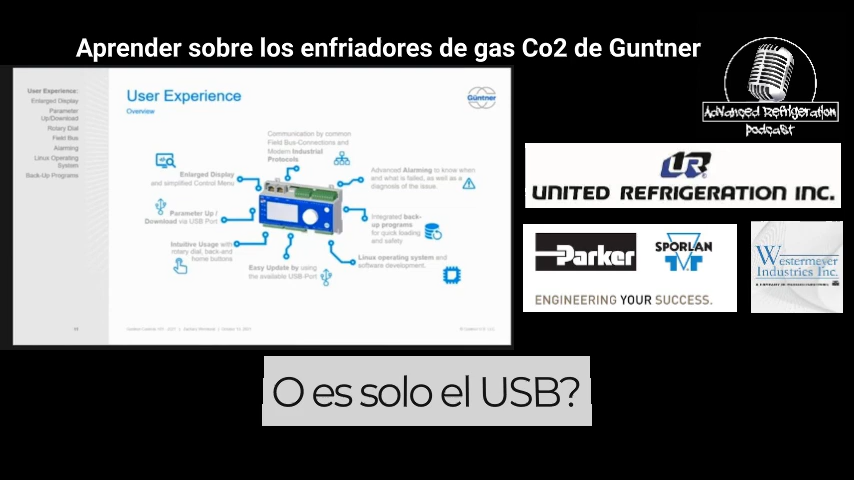 Aprender sobre los enfriadores de gas Co2 de Guntner
Advanced Refrigeration
podcast
User Experience:
Enlarged Display
Parameter
Up/Download
Rotary Dial
Field Bus
Alarming
Linux Operating
System
Back-Up Programs
User Experience
Overview
Güntner
Communication by common
Field Bus-Connections and
Modern Industrial
Protocols
Enlarged Display
and simplified Control Menu
Advanced Alarming to know when
and what is failed, as well as a
diagnosis of the issue.
Parameter Up /
Download via USB Port
Integrated back-
up programs
for quick loading
and safety
Intuitive Usage with
rotary dial, back-and
home buttons
Easy Update by using
the available USB-Port
Linux operating system and
software development.
UR
UNITED REFRIGERATION INC.
Parker
SPORLAN
ENGINEERING YOUR SUCCESS.
Westermeyer
Industries Inc.
O es solo el USB?